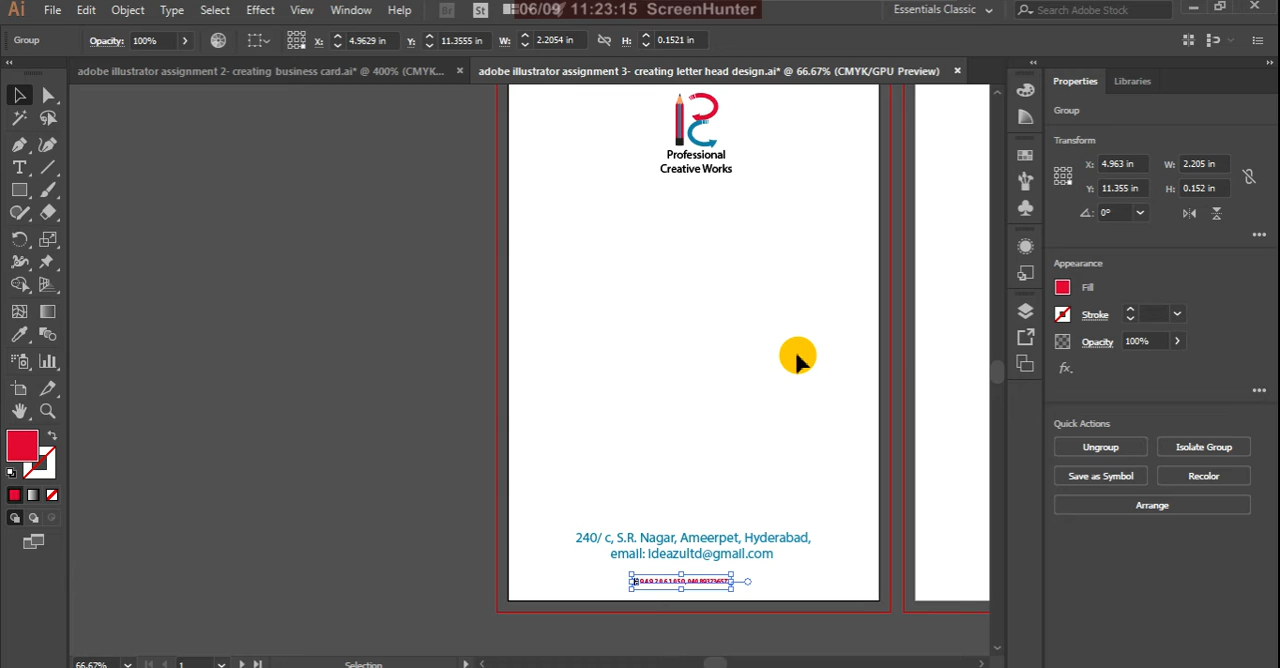 Ai File Edit Object Type Select Effect View Window Help Br St 06/09 11:23:15 ScreenHunter Essentials Classic Search Adobe Stock
Group Opacity: 100% X: 4.9629 in Y: 11.3555 in W: 2.2054 in H: 0.1521 in
adobe illustrator assignment 2- creating business card.ai* @ 400% (CMYK... adobe illustrator assignment 3- creating letter head design.ai* @ 66.67% (CMYK/GPU Preview)
Properties Libraries
Group
Transform
X: 4.963 in W: 2.205 in
Y: 11.355 in H: 0.152 in
0°
Appearance
Fill
Stroke
Opacity 100%
fx.
Quick Actions
Ungroup Isolate Group
Save as Symbol Recolor
Arrange
Professional
Creative Works
240/ c, S.R. Nagar, Ameerpet, Hyderabad,
email: ideazultd@gmail.com
66.67% 1 Selection